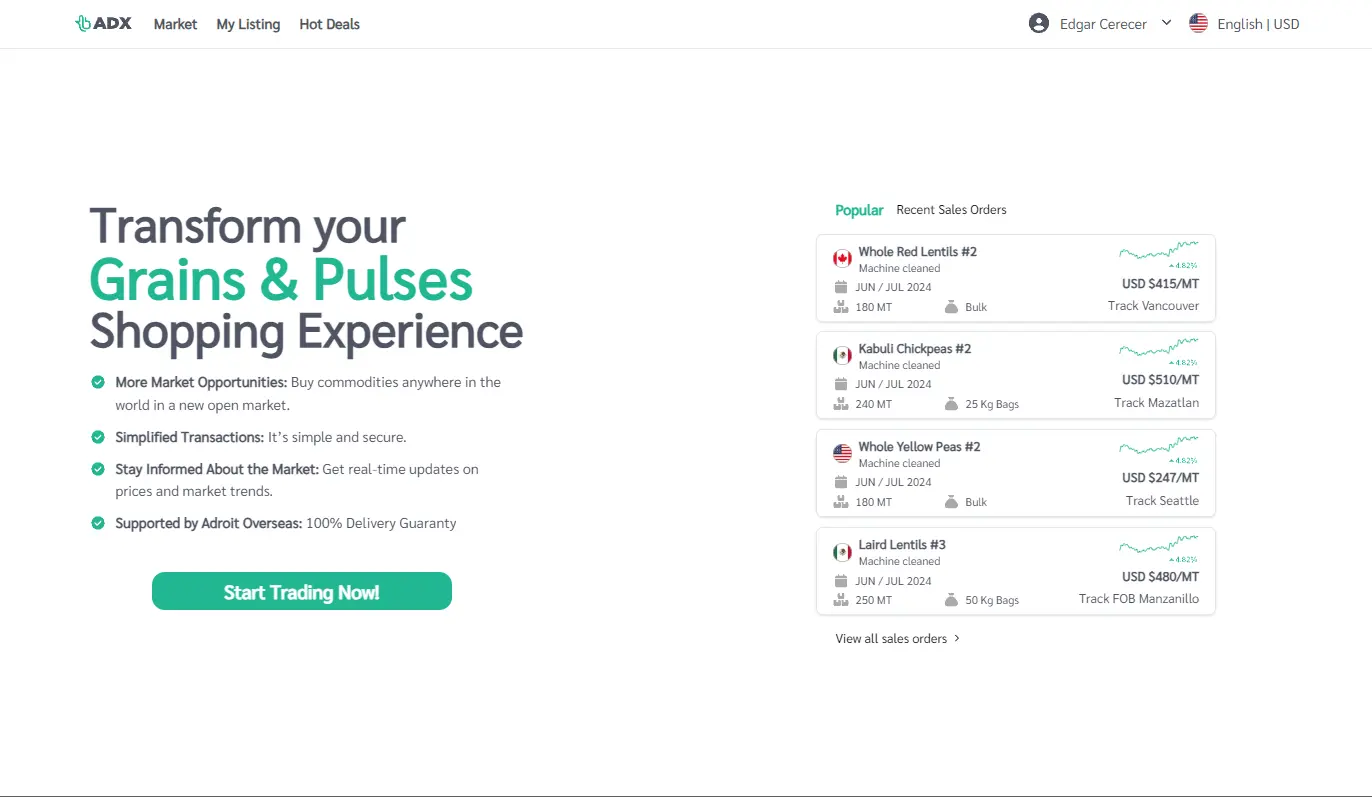 ADX
Market
My Listing
Hot Deals
Edgar Cerecer
English | USD
Transform your
Grains & Pulses
Shopping Experience
More Market Opportunities: Buy commodities anywhere in the
world in a new open market.
Simplified Transactions: It's simple and secure.
Stay Informed About the Market: Get real-time updates on
prices and market trends.
Supported by Adroit Overseas: 100% Delivery Guaranty
Start Trading Now!
Popular
Recent Sales Orders
Whole Red Lentils #2
Machine cleaned
4.82%
JUN / JUL 2024
USD $415/MT
180 MT
Bulk
Track Vancouver
Kabuli Chickpeas #2
Machine cleaned
4.82%
JUN / JUL 2024
USD $510/MT
240 MT
25 Kg Bags
Track Mazatlan
Whole Yellow Peas #2
Machine cleaned
4.82%
JUN / JUL 2024
USD $247/MT
180 MT
Bulk
Track Seattle
Laird Lentils #3
Machine cleaned
4.82%
JUN / JUL 2024
USD $480/MT
250 MT
50 Kg Bags
Track FOB Manzanillo
View all sales orders >